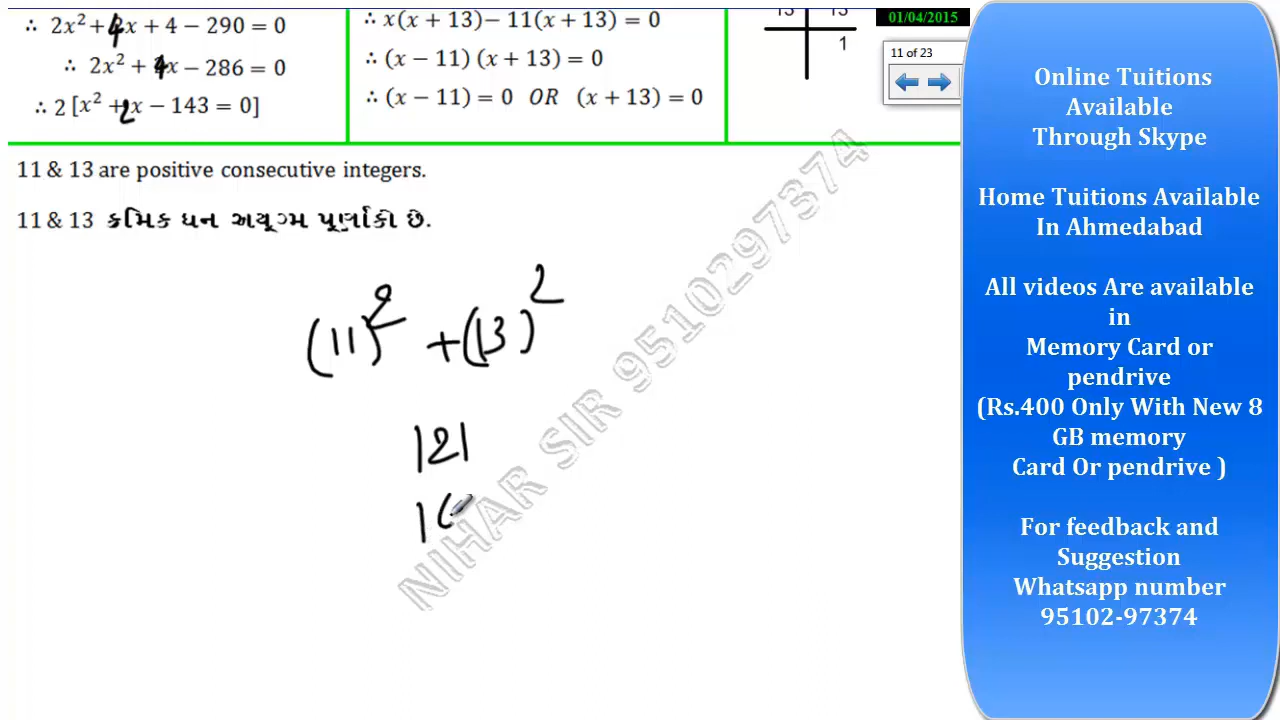 ∴ 2x² + 4x + 4 − 290 = 0
∴ 2x² + 4x − 286 = 0
∴ 2 [x² + 2x − 143 = 0]
∴ x(x + 13) − 11(x + 13) = 0
∴ (x − 11) (x + 13) = 0
∴ (x − 11) = 0 OR (x + 13) = 0
13 13
1
01/04/2015
11 of 23
11 & 13 are positive consecutive integers.
11 & 13 ક્રમિક ધન અયૂગ્મ પૂર્ણાંકો છે.
(11)² + (13)²
121
1
NIHAR SIR 9510297374
Online Tuitions
Available
Through Skype
Home Tuitions Available
In Ahmedabad
All videos Are available
in
Memory Card or
pendrive
(Rs.400 Only With New 8
GB memory
Card Or pendrive )
For feedback and
Suggestion
Whatsapp number
95102-97374